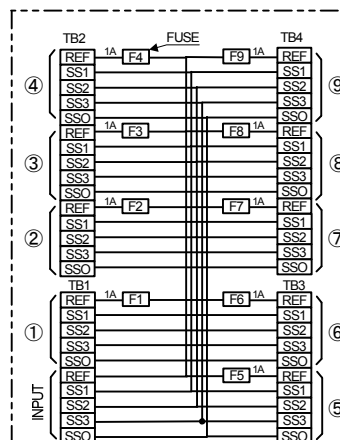 FUSE
TB2 TB4
④ REF 1A F4 F9 1A REF ⑨
SS1 SS1
SS2 SS2
SS3 SS3
SSO SSO
③ REF 1A F3 F8 1A REF ⑧
SS1 SS1
SS2 SS2
SS3 SS3
SSO SSO
② REF 1A F2 F7 1A REF ⑦
SS1 SS1
SS2 SS2
SS3 SS3
SSO SSO
TB1 TB3
① REF 1A F1 F6 1A REF ⑥
SS1 SS1
SS2 SS2
SS3 SS3
SSO SSO
INPUT REF F5 1A REF ⑤
SS1 SS1
SS2 SS2
SS3 SS3
SSO SSO